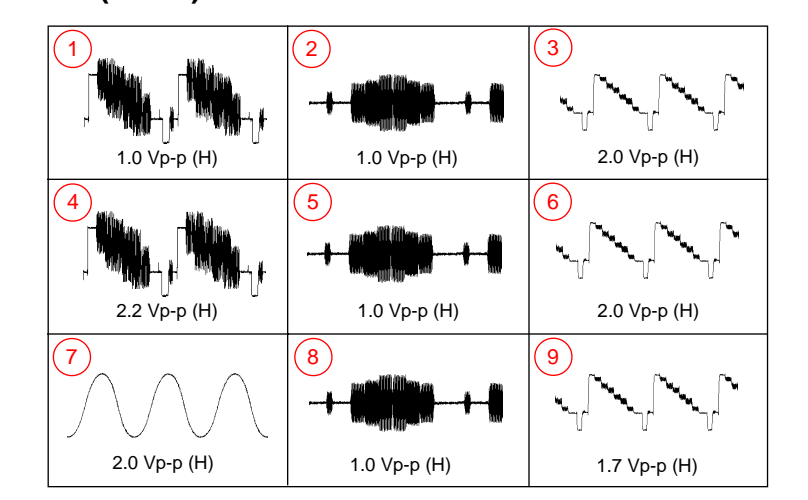 1 2 3
1.0 Vp-p (H) 1.0 Vp-p (H) 2.0 Vp-p (H)
4 5 6
2.2 Vp-p (H) 1.0 Vp-p (H) 2.0 Vp-p (H)
7 8 9
2.0 Vp-p (H) 1.0 Vp-p (H) 1.7 Vp-p (H)